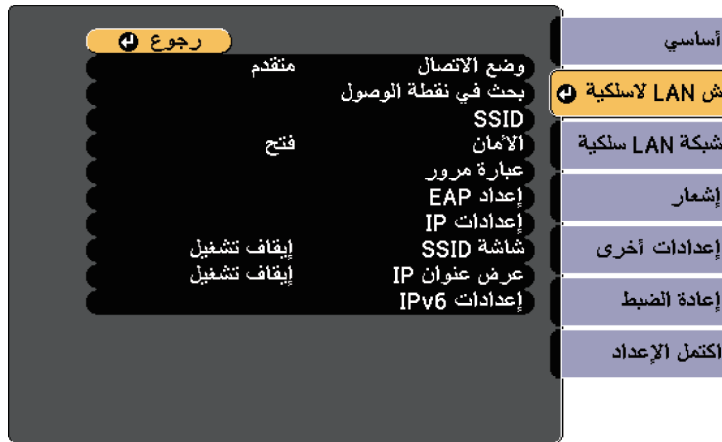 رجوع
وضع الاتصال متقدم
بحث في نقطة الوصول
SSID
الأمان فتح
عبارة مرور
إعداد EAP
إعدادات IP
شاشة SSID إيقاف تشغيل
عرض عنوان IP إيقاف تشغيل
إعدادات IPv6
أساسي
ش LAN لاسلكية
شبكة LAN سلكية
إشعار
إعدادات أخرى
إعادة الضبط
اكتمل الإعداد